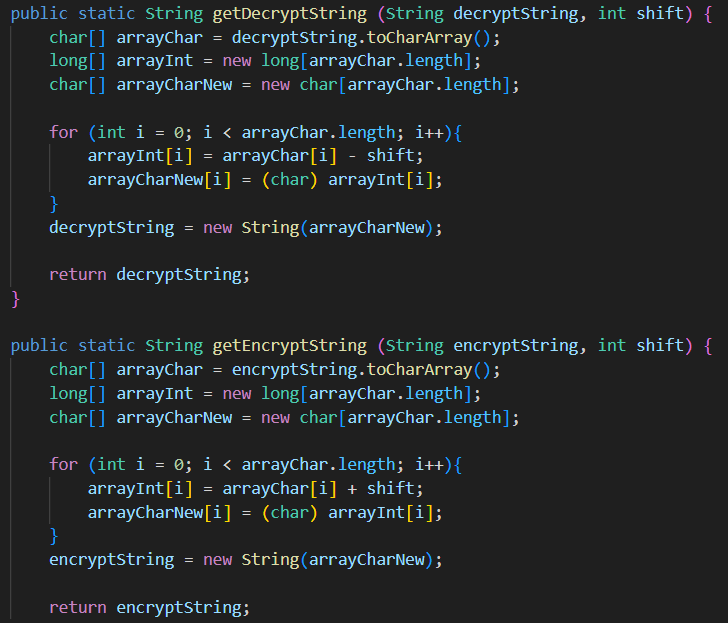 public static String getDecryptString (String decryptString, int shift) {
    char[] arrayChar = decryptString.toCharArray();
    long[] arrayInt = new long[arrayChar.length];
    char[] arrayCharNew = new char[arrayChar.length];

    for (int i = 0; i < arrayChar.length; i++){
        arrayInt[i] = arrayChar[i] - shift;
        arrayCharNew[i] = (char) arrayInt[i];
    }
    decryptString = new String(arrayCharNew);

    return decryptString;
}

public static String getEncryptString (String encryptString, int shift) {
    char[] arrayChar = encryptString.toCharArray();
    long[] arrayInt = new long[arrayChar.length];
    char[] arrayCharNew = new char[arrayChar.length];

    for (int i = 0; i < arrayChar.length; i++){
        arrayInt[i] = arrayChar[i] + shift;
        arrayCharNew[i] = (char) arrayInt[i];
    }
    encryptString = new String(arrayCharNew);

    return encryptString;